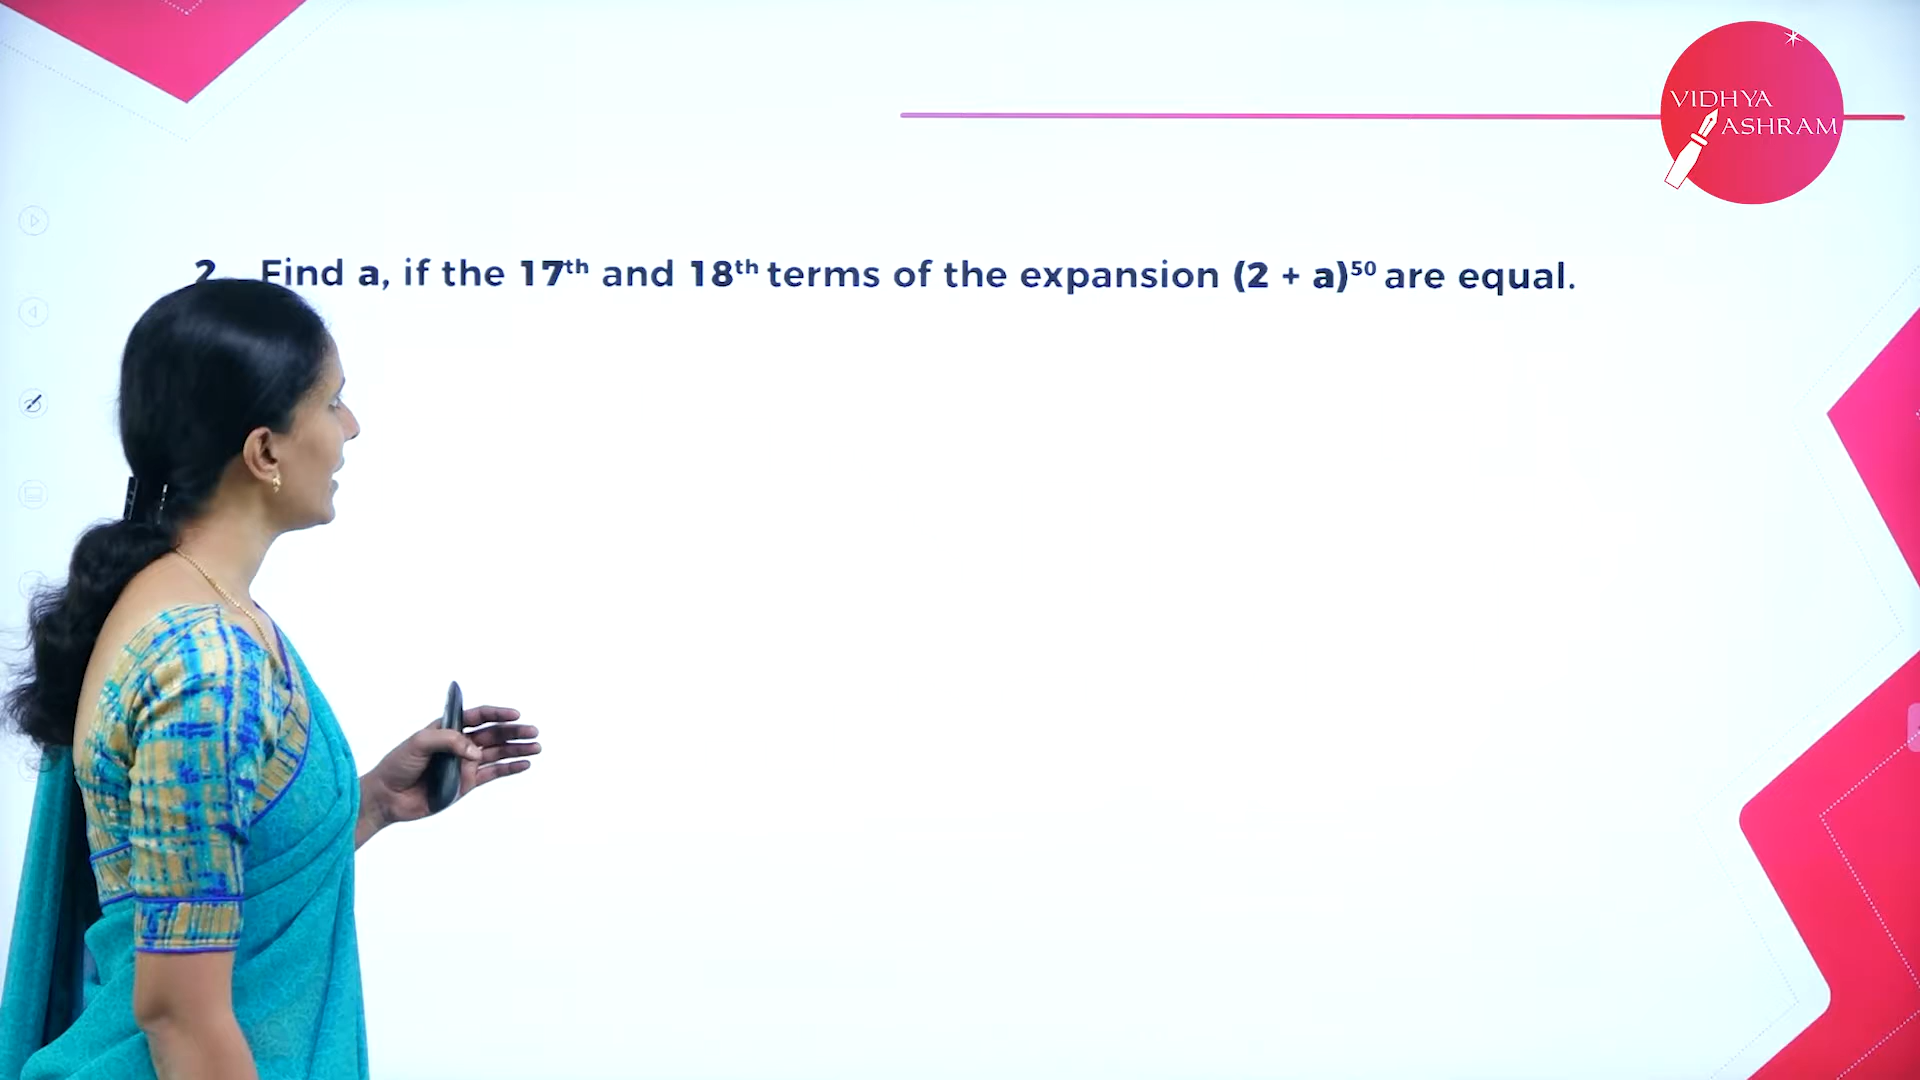 VIDHYA
ASHRAM
2. Find a, if the 17th and 18th terms of the expansion (2 + a)⁵⁰ are equal.